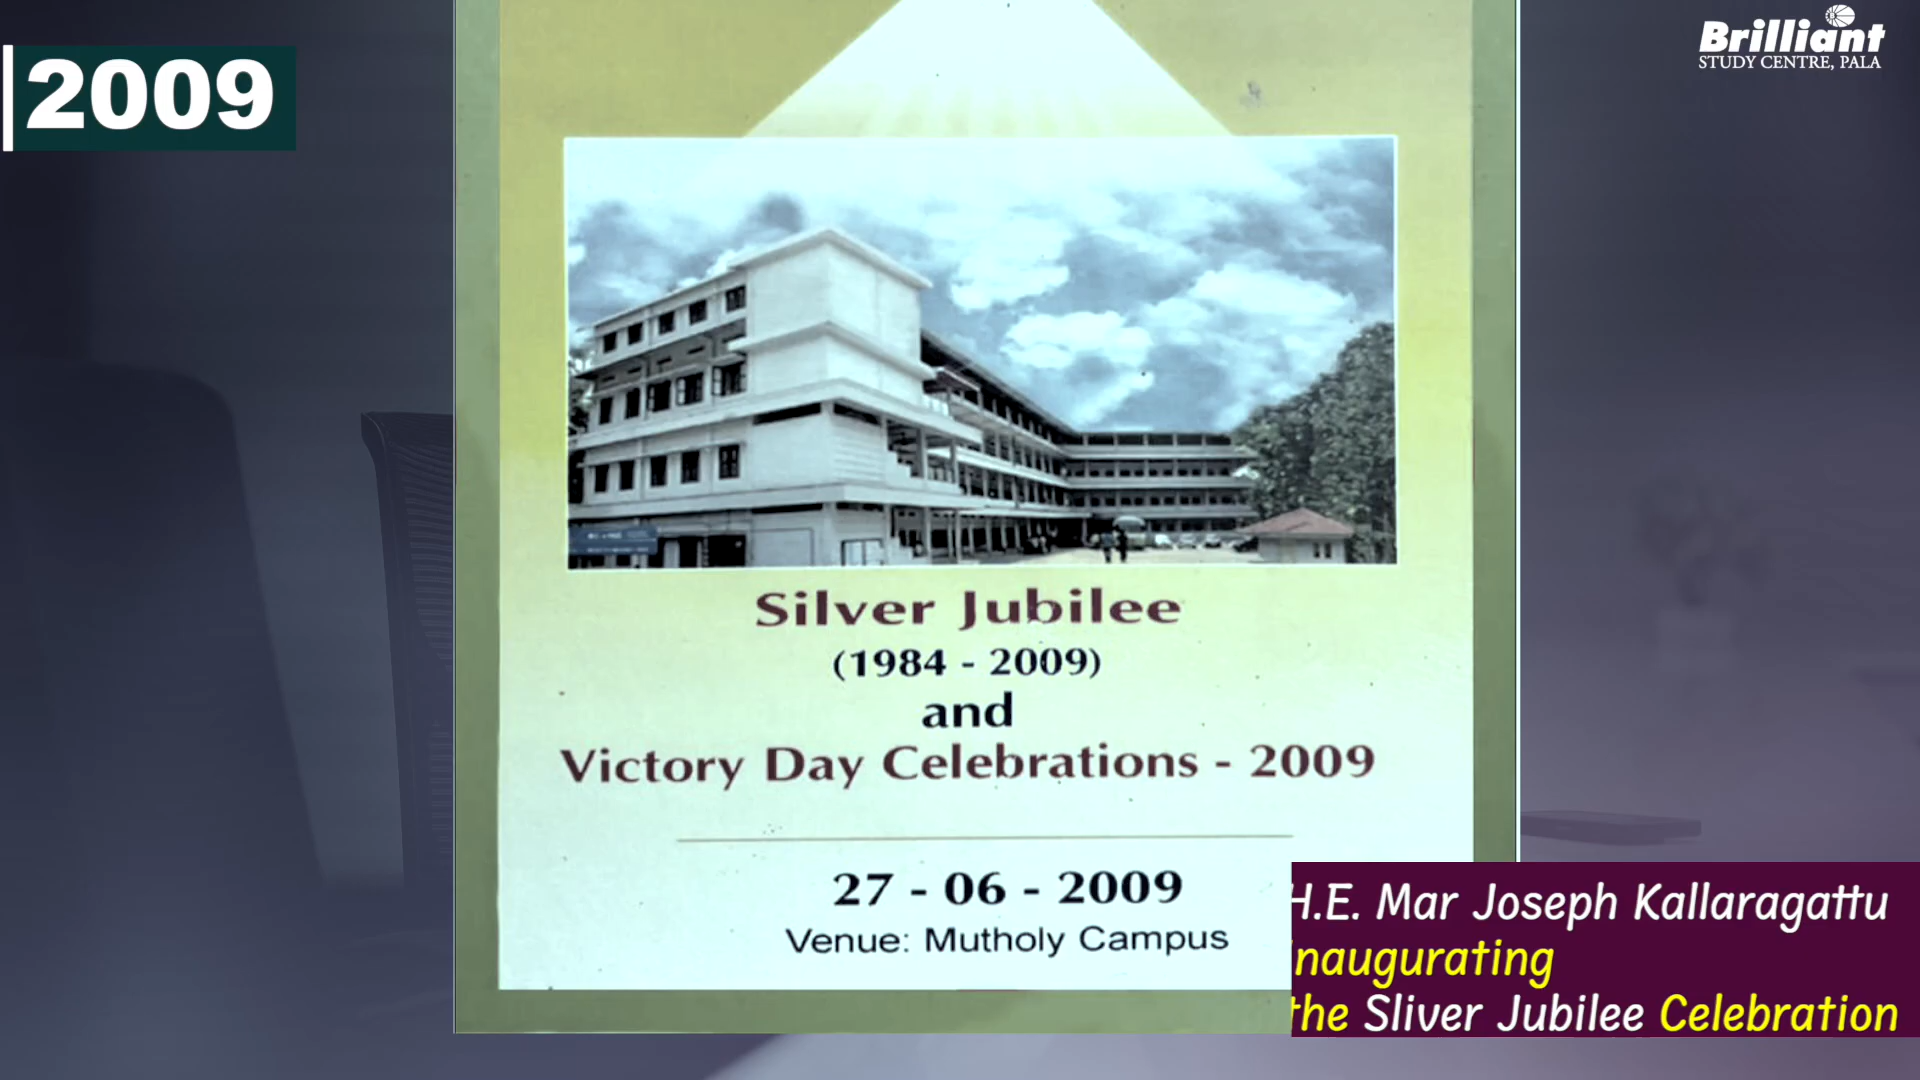 2009
Brilliant
STUDY CENTRE, PALA
Silver Jubilee
(1984 - 2009)
and
Victory Day Celebrations - 2009
27 - 06 - 2009
Venue: Mutholy Campus
H.E. Mar Joseph Kallaragattu
Inaugurating
the Sliver Jubilee Celebration